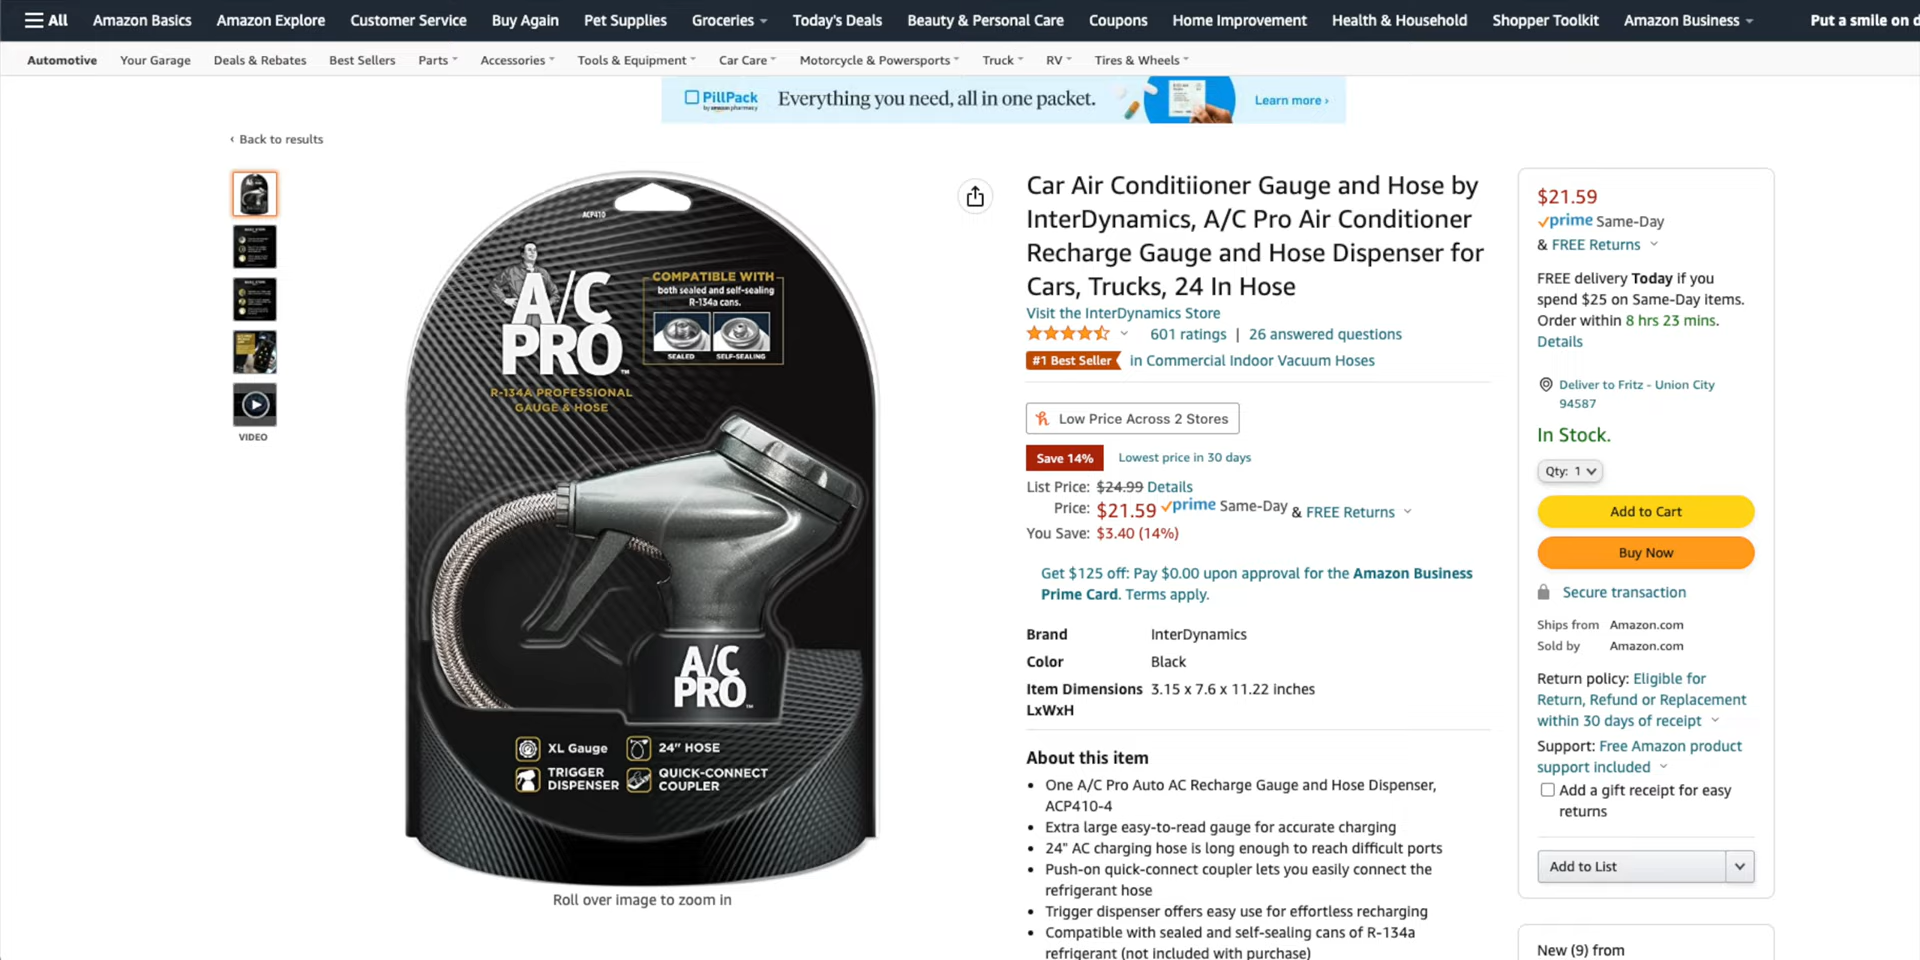 All Amazon Basics Amazon Explore Customer Service Buy Again Pet Supplies Groceries Today's Deals Beauty & Personal Care Coupons Home Improvement Health & Household Shopper Toolkit Amazon Business Put a smile on d
Automotive Your Garage Deals & Rebates Best Sellers Parts Accessories Tools & Equipment Car Care Motorcycle & Powersports Truck RV Tires & Wheels
PillPack
by amazon pharmacy
Everything you need, all in one packet.
Learn more ›
‹ Back to results
VIDEO
ACP410
A/C
PRO™
R-134A PROFESSIONAL
GAUGE & HOSE
COMPATIBLE WITH
both sealed and self-sealing
R-134a cans.
SEALED SELF-SEALING
A/C
PRO™
XL Gauge
24" HOSE
TRIGGER
DISPENSER
QUICK-CONNECT
COUPLER
Roll over image to zoom in
Car Air Conditiioner Gauge and Hose by
InterDynamics, A/C Pro Air Conditioner
Recharge Gauge and Hose Dispenser for
Cars, Trucks, 24 In Hose
Visit the InterDynamics Store
601 ratings | 26 answered questions
#1 Best Seller in Commercial Indoor Vacuum Hoses
Low Price Across 2 Stores
Save 14% Lowest price in 30 days
List Price: $24.99 Details
Price: $21.59 prime Same-Day & FREE Returns
You Save: $3.40 (14%)
Get $125 off: Pay $0.00 upon approval for the Amazon Business
Prime Card. Terms apply.
Brand InterDynamics
Color Black
Item Dimensions 3.15 x 7.6 x 11.22 inches
LxWxH
About this item
• One A/C Pro Auto AC Recharge Gauge and Hose Dispenser,
ACP410-4
• Extra large easy-to-read gauge for accurate charging
• 24" AC charging hose is long enough to reach difficult ports
• Push-on quick-connect coupler lets you easily connect the
refrigerant hose
• Trigger dispenser offers easy use for effortless recharging
• Compatible with sealed and self-sealing cans of R-134a
refrigerant (not included with purchase)
$21.59
prime Same-Day
& FREE Returns
FREE delivery Today if you
spend $25 on Same-Day items.
Order within 8 hrs 23 mins.
Details
Deliver to Fritz - Union City
94587
In Stock.
Qty: 1
Add to Cart
Buy Now
Secure transaction
Ships from Amazon.com
Sold by Amazon.com
Return policy: Eligible for
Return, Refund or Replacement
within 30 days of receipt
Support: Free Amazon product
support included
Add a gift receipt for easy
returns
Add to List
New (9) from